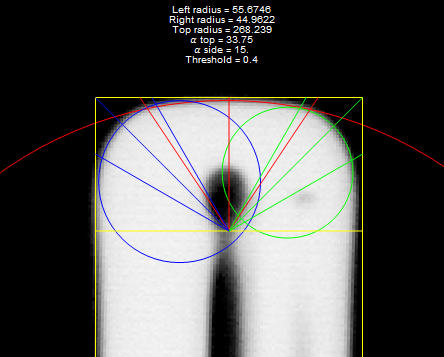 Left radius = 55.6746
Right radius = 44.9622
Top radius = 268.239
α top = 33.75
α side = 15.
Threshold = 0.4